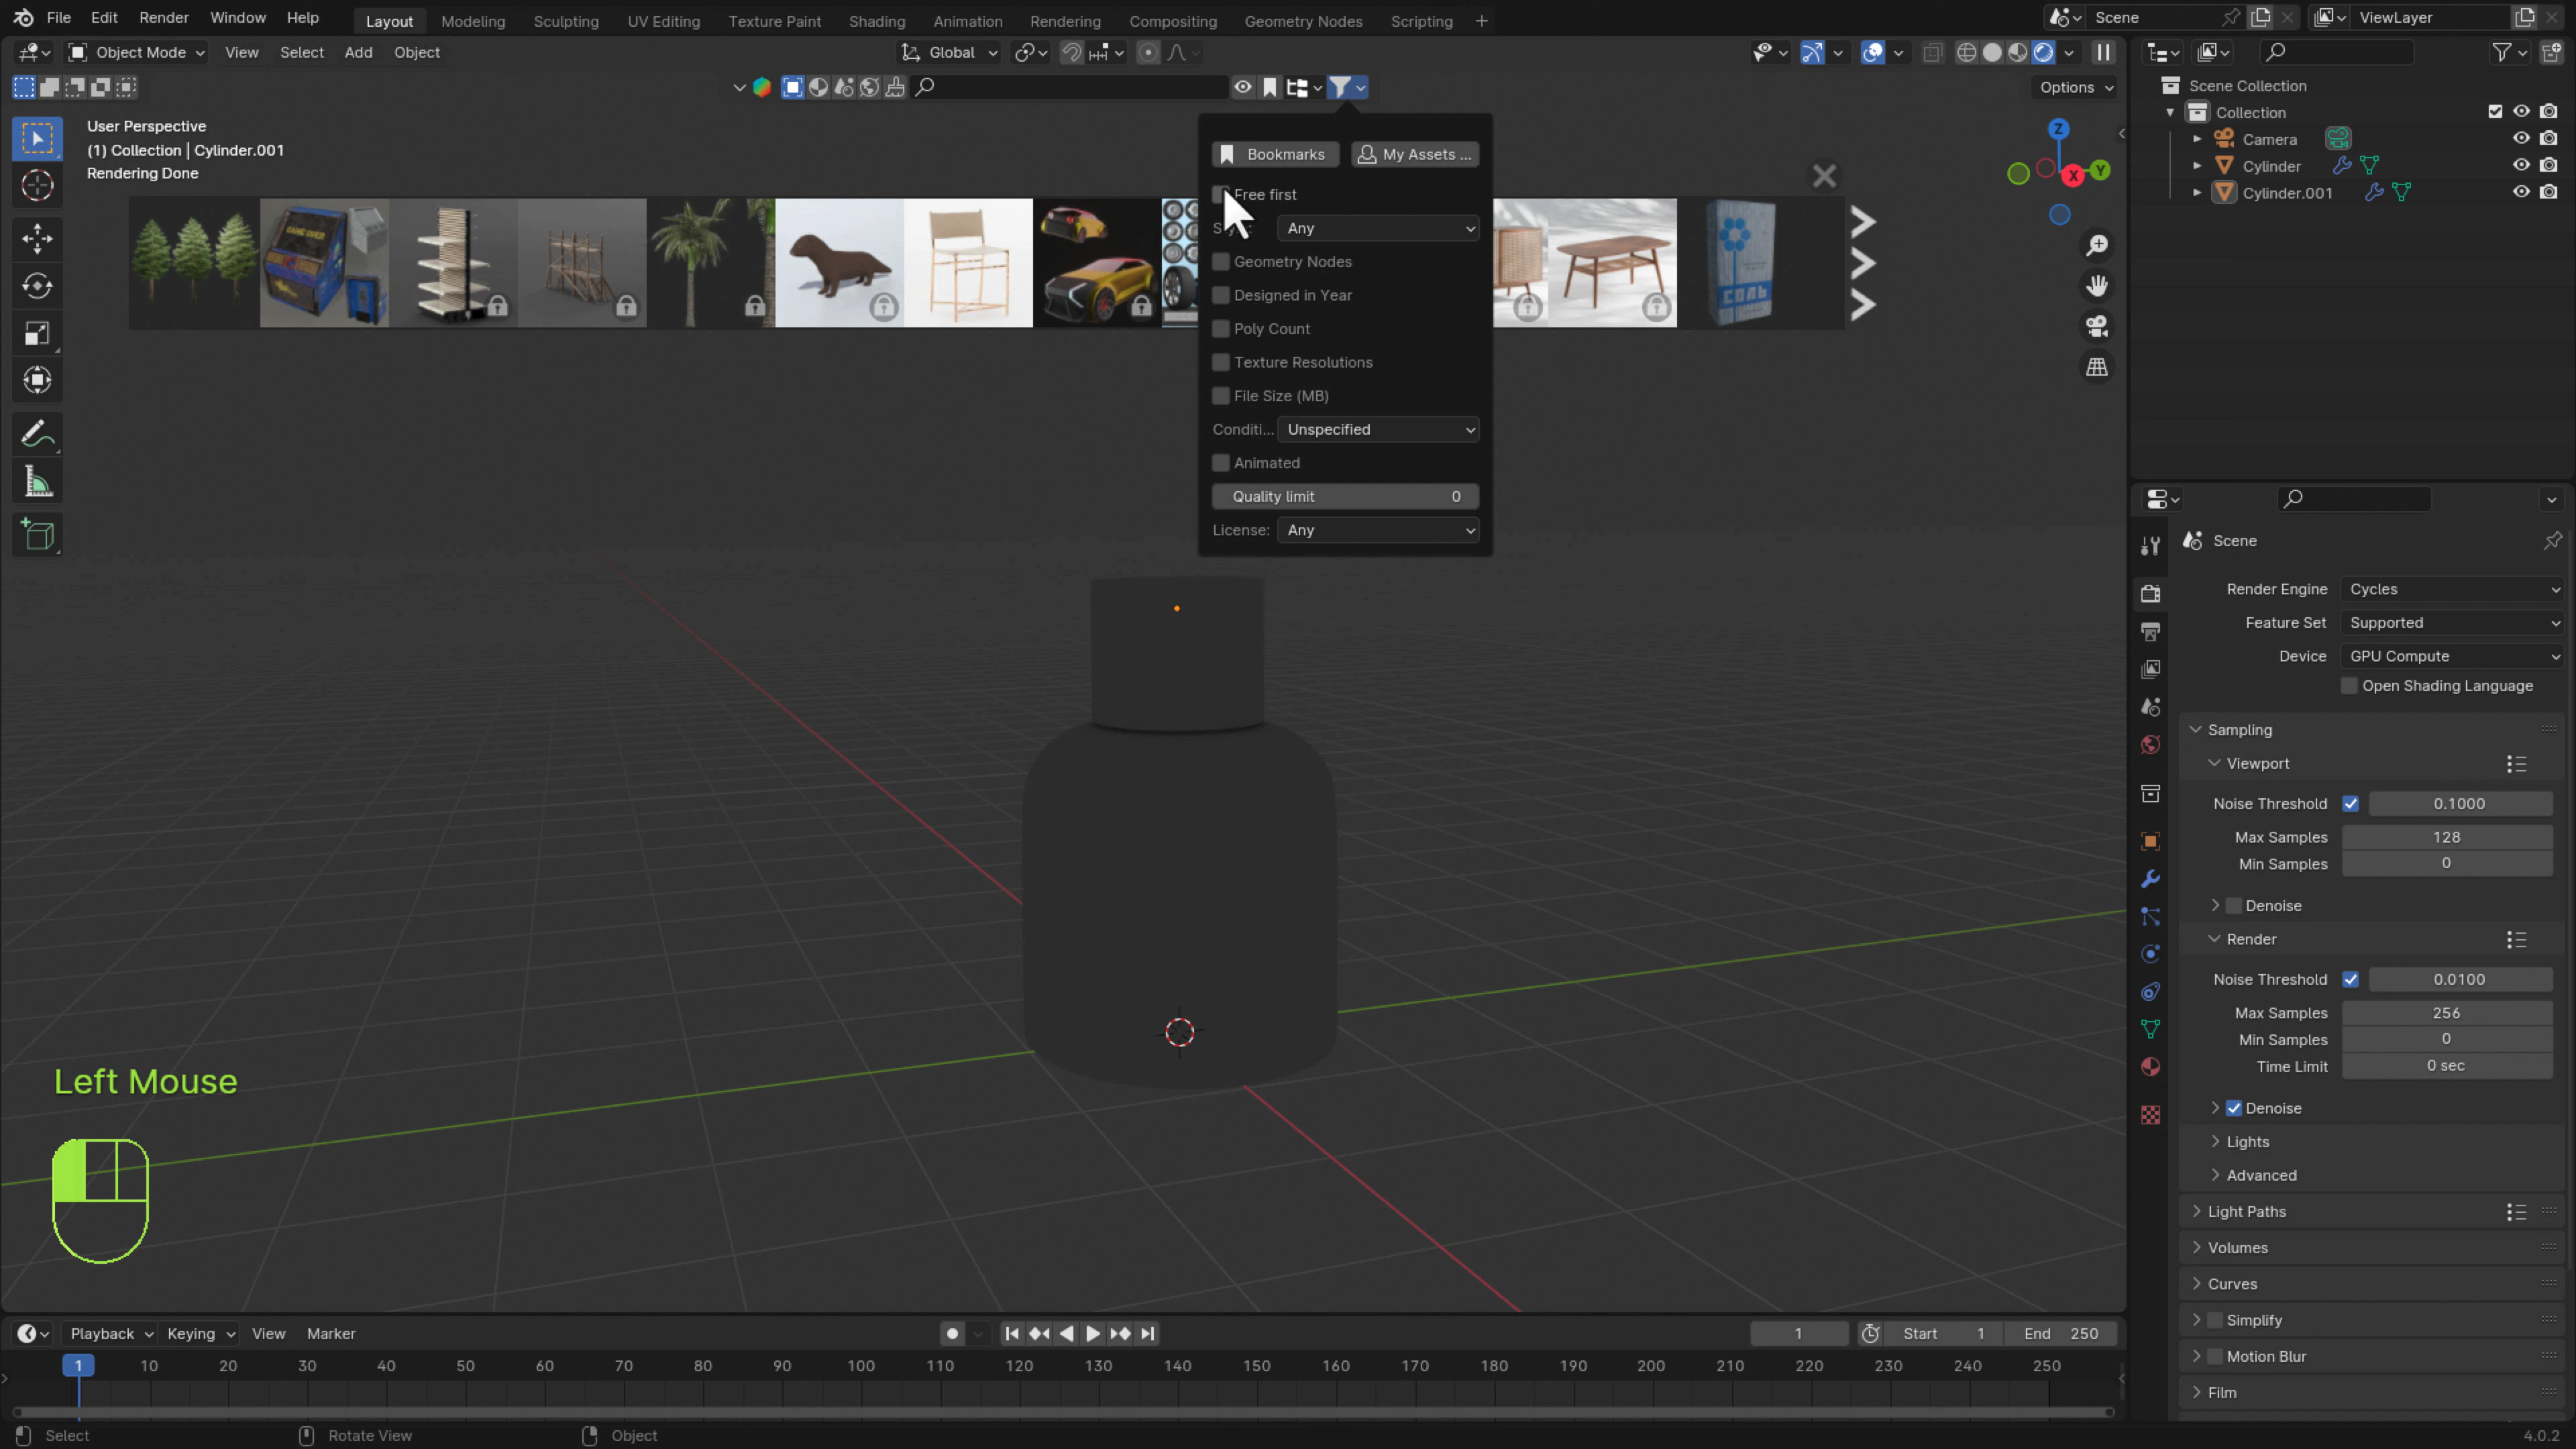 File Edit Render Window Help Layout Modeling Sculpting UV Editing Texture Paint Shading Animation Rendering Compositing Geometry Nodes Scripting + Scene ViewLayer
Object Mode View Select Add Object Global
Options
User Perspective
(1) Collection | Cylinder.001
Rendering Done
GAME OVER
СОЛЬ
Bookmarks My Assets ...
Free first
Any
Geometry Nodes
Designed in Year
Poly Count
Texture Resolutions
File Size (MB)
Conditi... Unspecified
Animated
Quality limit 0
License: Any
Z
Y
X
Scene Collection
Collection
Camera
Cylinder
Cylinder.001
Scene
Render Engine Cycles
Feature Set Supported
Device GPU Compute
Open Shading Language
Sampling
Viewport
Noise Threshold 0.1000
Max Samples 128
Min Samples 0
Denoise
Render
Noise Threshold 0.0100
Max Samples 256
Min Samples 0
Time Limit 0 sec
Denoise
Lights
Advanced
Light Paths
Volumes
Curves
Simplify
Motion Blur
Film
Left Mouse
Playback Keying View Marker 1 Start 1 End 250
1 10 20 30 40 50 60 70 80 90 100 110 120 130 140 150 160 170 180 190 200 210 220 230 240 250
Select Rotate View Object 4.0.2